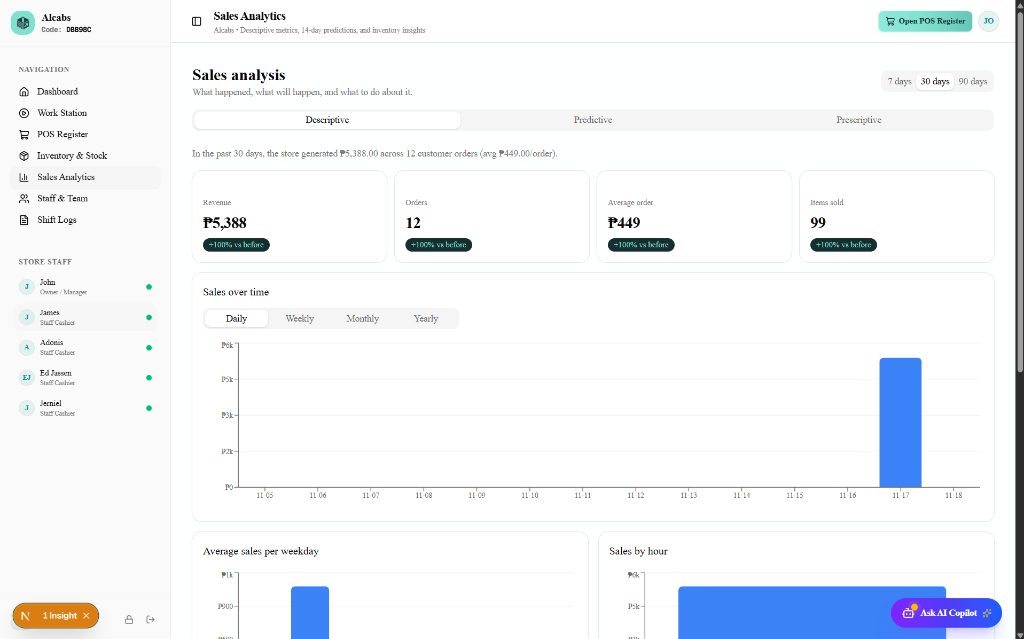 Alcabs
Code: DBB98C
NAVIGATION
Dashboard
Work Station
POS Register
Inventory & Stock
Sales Analytics
Staff & Team
Shift Logs
STORE STAFF
J
John
Owner / Manager
J
James
Staff Cashier
A
Adonis
Staff Cashier
EJ
Ed Jassen
Staff Cashier
J
Jerniel
Staff Cashier
N 1 Insight
Sales Analytics
Alcabs • Descriptive metrics, 14-day predictions, and inventory insights
Open POS Register
JO
Sales analysis
What happened, what will happen, and what to do about it.
7 days 30 days 90 days
Descriptive Predictive Prescriptive
In the past 30 days, the store generated ₱5,388.00 across 12 customer orders (avg ₱449.00/order).
Revenue
₱5,388
+100% vs before
Orders
12
+100% vs before
Average order
₱449
+100% vs before
Items sold
99
+100% vs before
Sales over time
Daily Weekly Monthly Yearly
₱6k
₱5k
₱3k
₱2k
₱0
11-05 11-06 11-07 11-08 11-09 11-10 11-11 11-12 11-13 11-14 11-15 11-16 11-17 11-18
Average sales per weekday
₱1k
₱900
Sales by hour
₱6k
₱5k
Ask AI Copilot